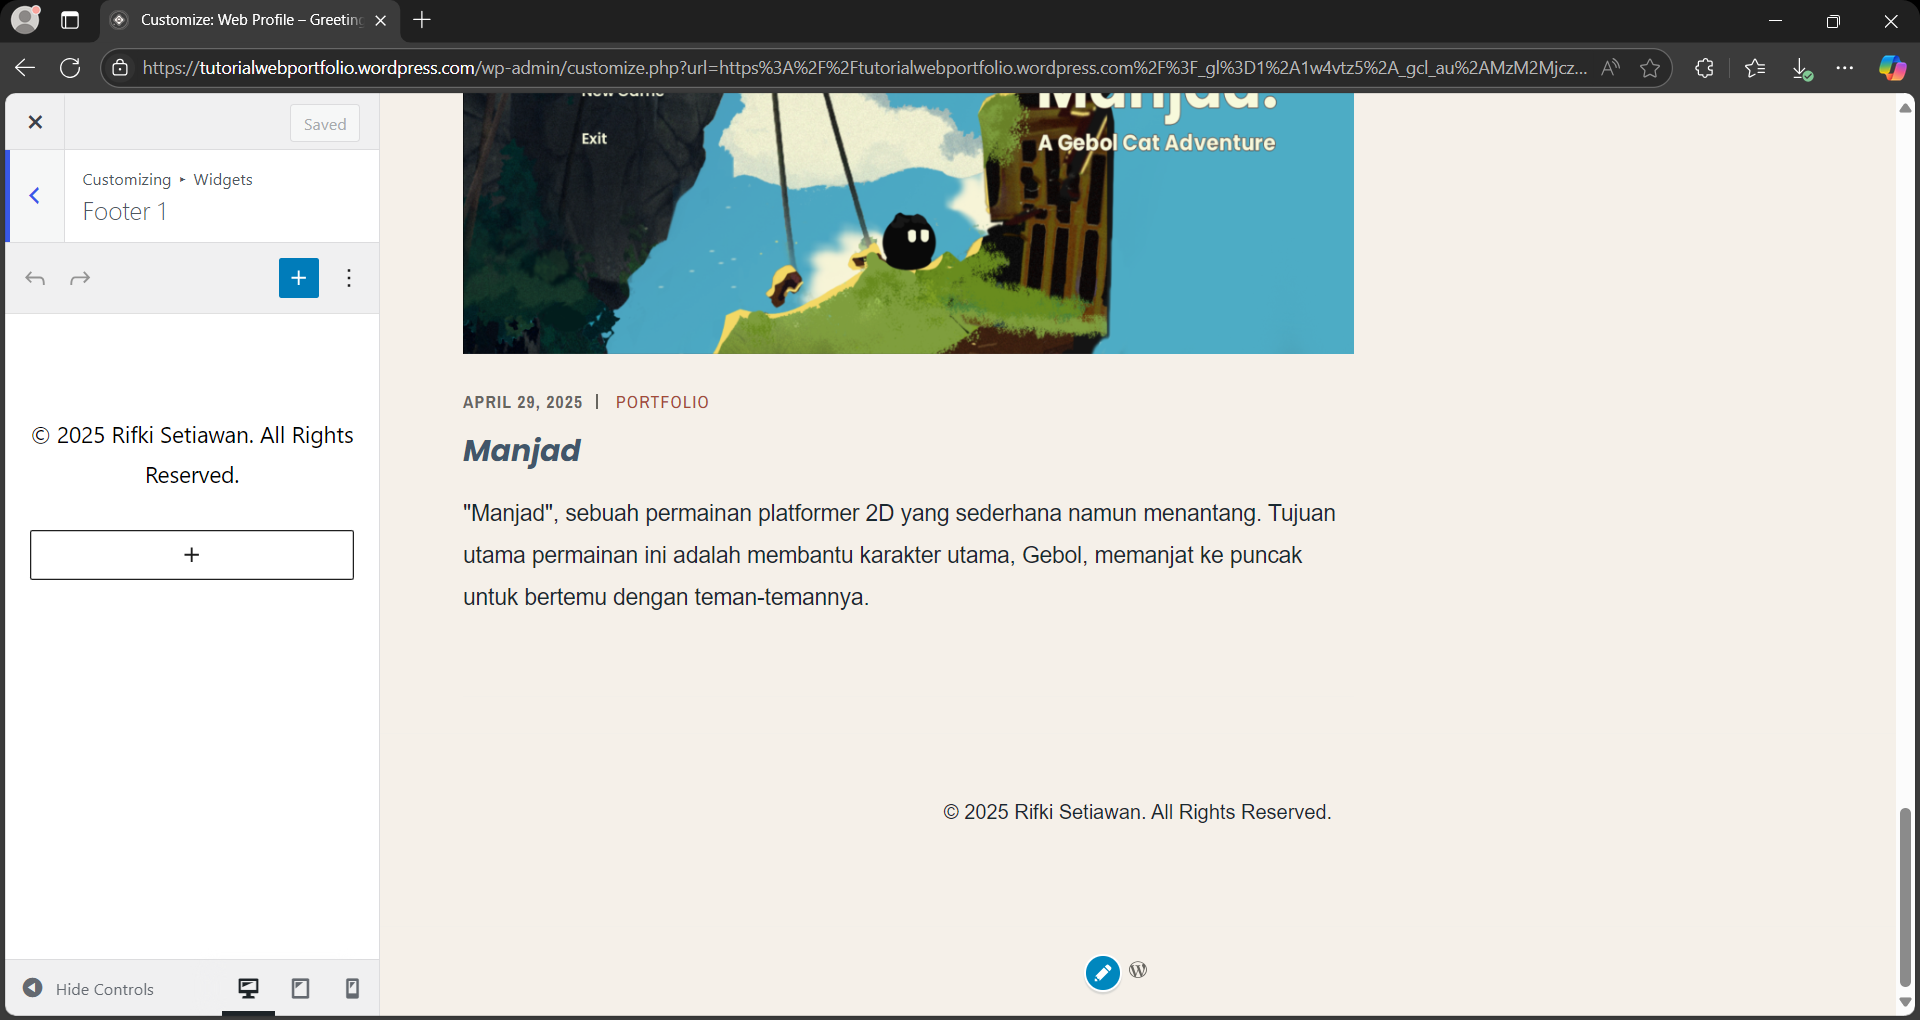 Customize: Web Profile – Greeting
https://tutorialwebportfolio.wordpress.com/wp-admin/customize.php?url=https%3A%2F%2Ftutorialwebportfolio.wordpress.com%2F%3F_gl%3D1%2A1w4vtz5%2A_gcl_au%2AMzM2Mjcz...
Saved
Customizing ▸ Widgets
Footer 1
© 2025 Rifki Setiawan. All Rights
Reserved.
Hide Controls
New Game
Manjad.
Exit
A Gebol Cat Adventure
APRIL 29, 2025 | PORTFOLIO
Manjad
"Manjad", sebuah permainan platformer 2D yang sederhana namun menantang. Tujuan
utama permainan ini adalah membantu karakter utama, Gebol, memanjat ke puncak
untuk bertemu dengan teman-temannya.
© 2025 Rifki Setiawan. All Rights Reserved.